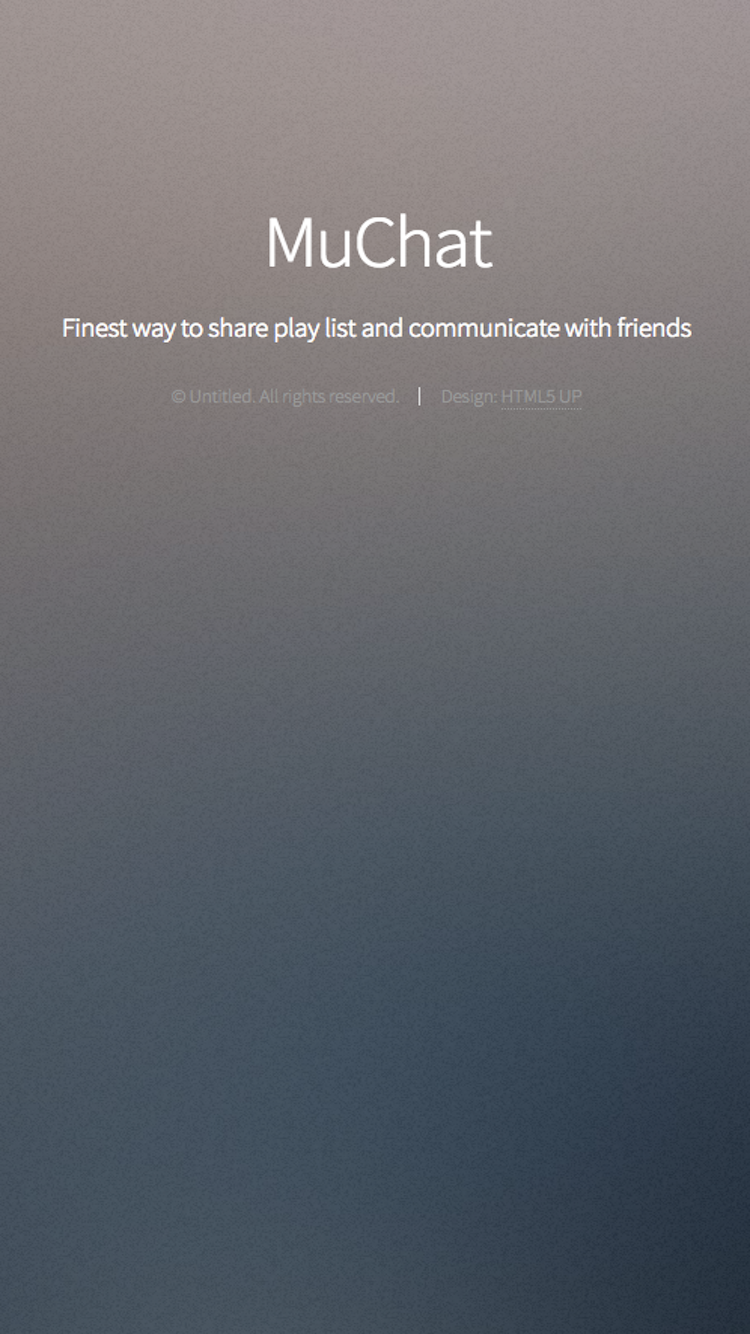 MuChat
Finest way to share play list and communicate with friends
© Untitled. All rights reserved. | Design: HTML5 UP